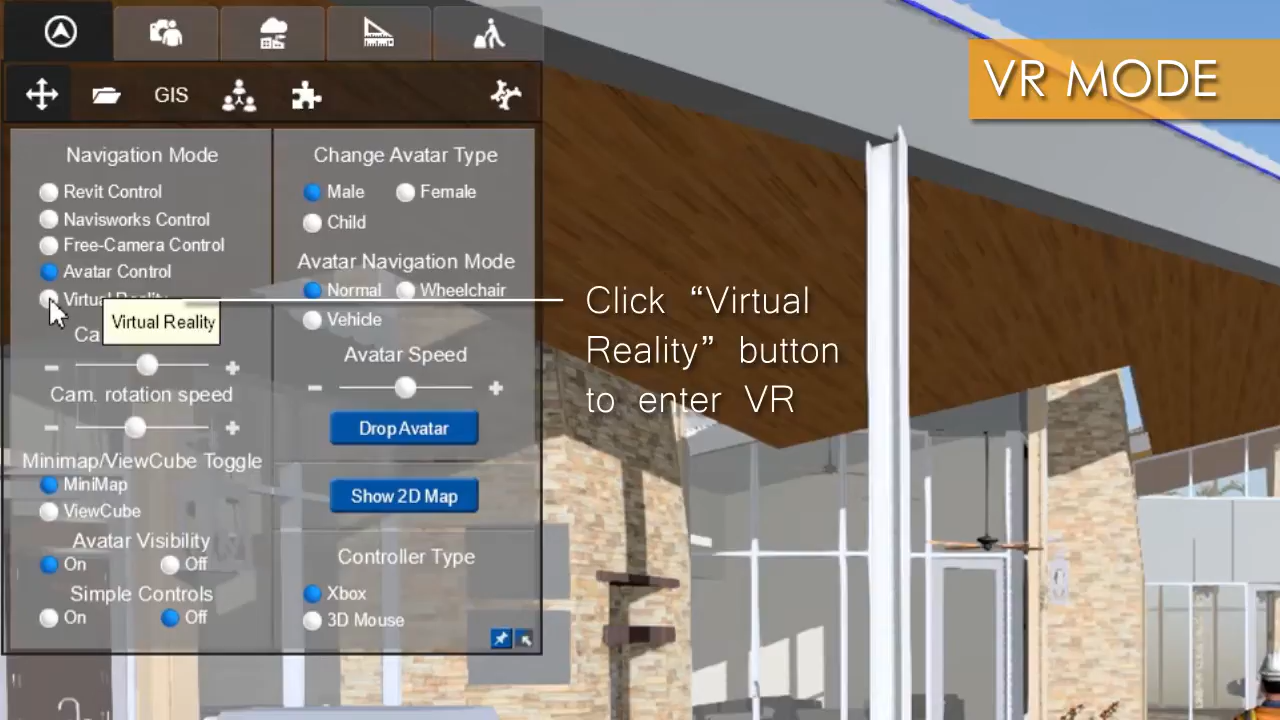 VR MODE
GIS
Navigation Mode
Revit Control
Navisworks Control
Free-Camera Control
Avatar Control
Virtual Reality
Virtual Reality
Ca
Cam. rotation speed
Minimap/ViewCube Toggle
MiniMap
ViewCube
Avatar Visibility
On Off
Simple Controls
On Off
Change Avatar Type
Male Female
Child
Avatar Navigation Mode
Normal Wheelchair
Vehicle
Avatar Speed
Drop Avatar
Show 2D Map
Controller Type
Xbox
3D Mouse
Click “Virtual
Reality” button
to enter VR